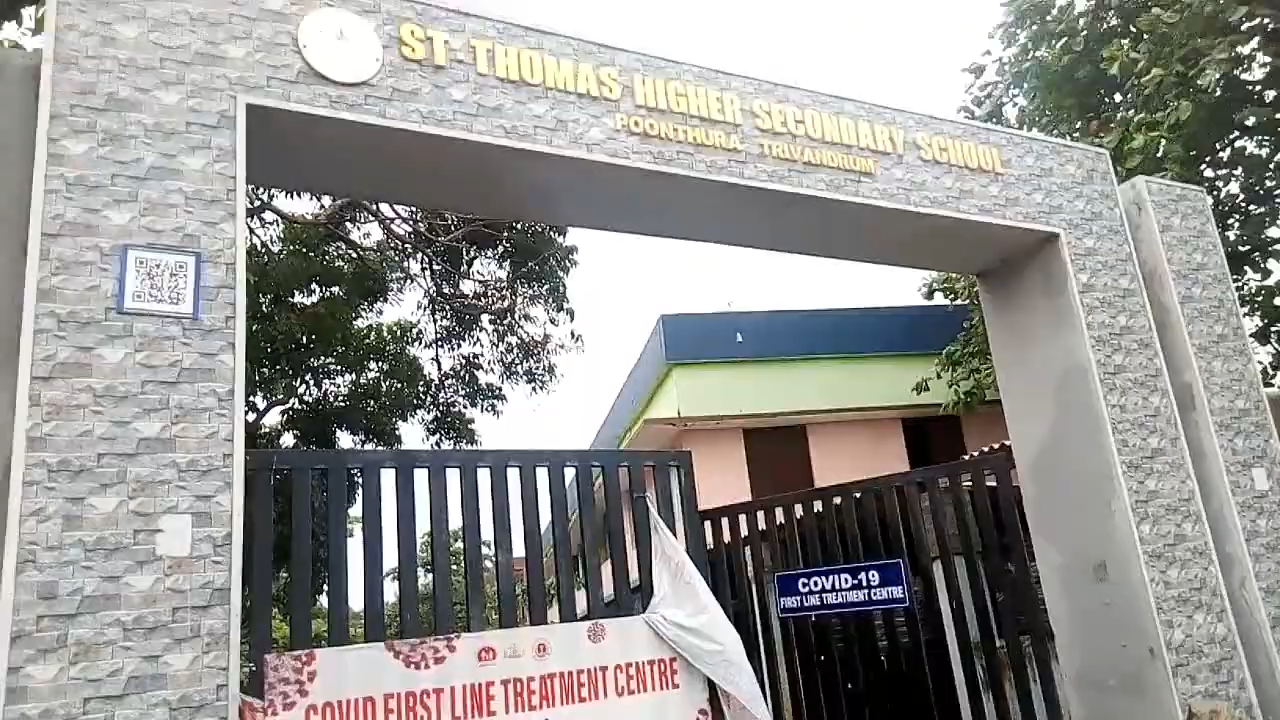 ST. THOMAS HIGHER SECONDARY SCHOOL
POONTHURA TRIVANDRUM
COVID-19
FIRST LINE TREATMENT CENTRE
COVID FIRST LINE TREATMENT CENTRE